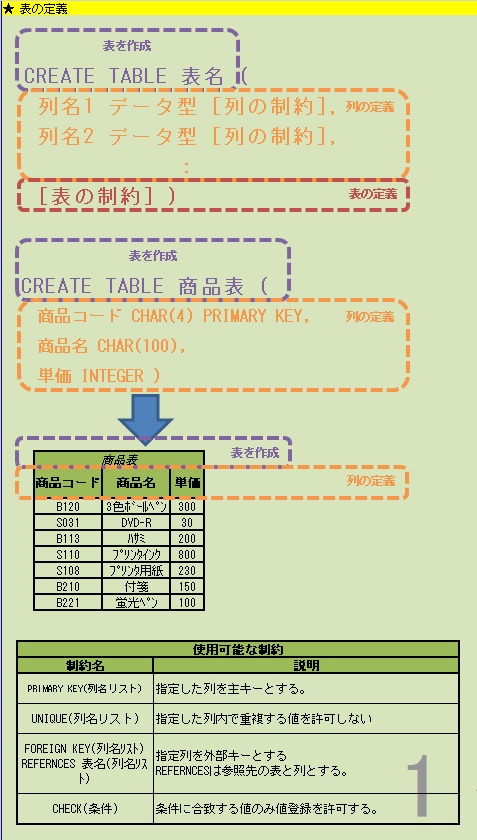 ★ 表の定義
表を作成
CREATE TABLE 表名 (
列名1 データ型 [列の制約], 列の定義
列名2 データ型 [列の制約],
:
[表の制約] ) 表の定義
表を作成
CREATE TABLE 商品表 (
商品コード CHAR(4) PRIMARY KEY, 列の定義
商品名 CHAR(100),
単価 INTEGER )
商品表 表を作成
商品コード 商品名 単価 列の定義
B120 3色ﾎﾞｰﾙﾍﾟﾝ 300
S031 DVD-R 30
B113 ﾊｻﾐ 200
S110 ﾌﾟﾘﾝﾀｲﾝｸ 800
S108 ﾌﾟﾘﾝﾀ用紙 230
B210 付箋 150
B221 蛍光ﾍﾟﾝ 100
使用可能な制約
制約名 説明
PRIMARY KEY(列名リスト) 指定した列を主キーとする。
UNIQUE(列名リスト) 指定した列内で重複する値を許可しない
FOREIGN KEY(列名ﾘｽﾄ)
REFERNCES 表名(列名ﾘｽ
ﾄ)
指定列を外部キーとする
REFERNCESは参照先の表と列とする。
CHECK(条件) 条件に合致する値のみ値登録を許可する。
1